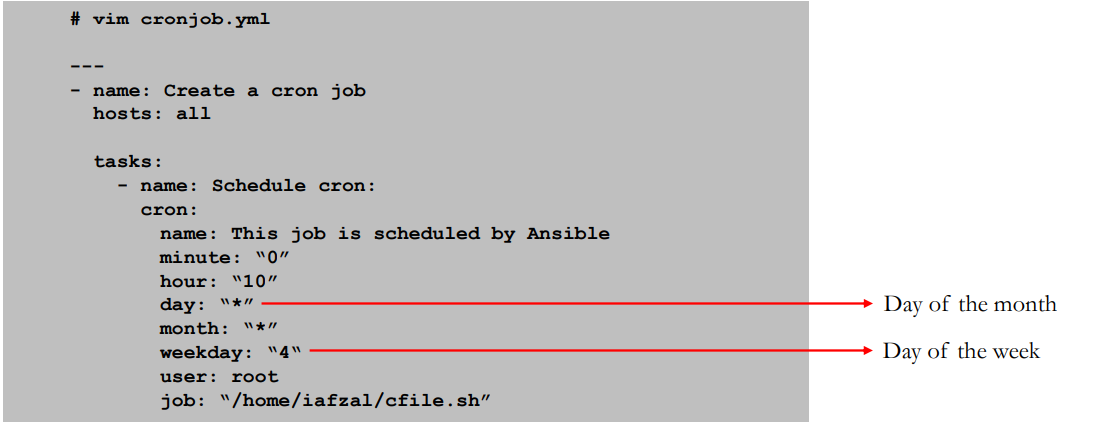 # vim cronjob.yml
---
- name: Create a cron job
  hosts: all
  tasks:
    - name: Schedule cron:
      cron:
        name: This job is scheduled by Ansible
        minute: “0”
        hour: “10”
        day: “*” Day of the month
        month: “*”
        weekday: “4“ Day of the week
        user: root
        job: “/home/iafzal/cfile.sh”